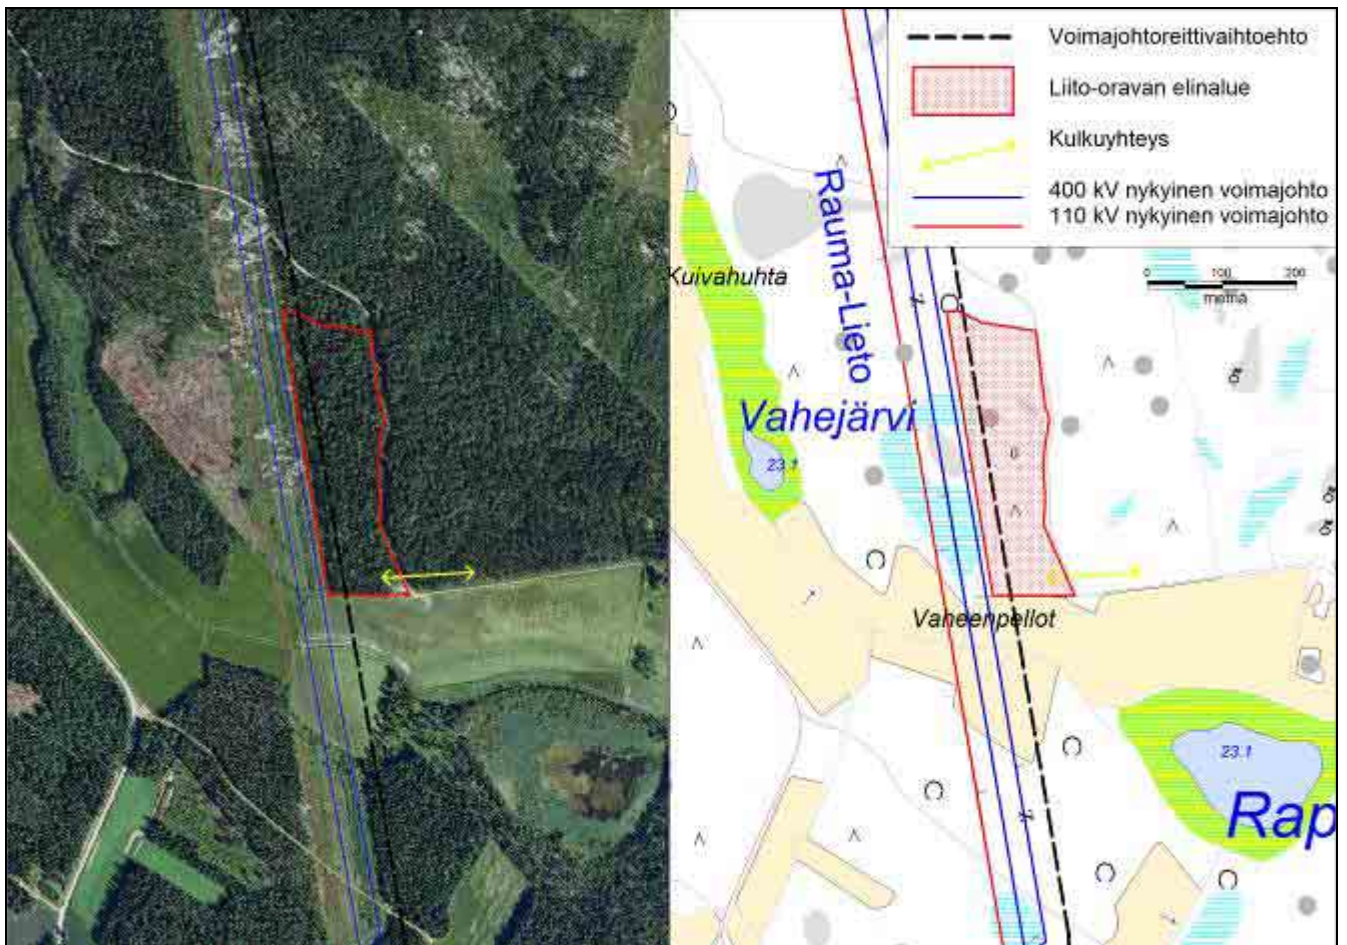 Voimajohtoreittivaihtoehto
Liito-oravan elinalue
Kulkuyhteys
400 kV nykyinen voimajohto
110 kV nykyinen voimajohto
0 100 200
metriä
Rauma-Lieto
Kuivahuhta
Vahejärvi
23.1
Vaheenpellot
23.1
Rap